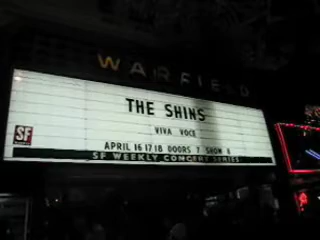 WARFIELD
THE SHINS
VIVA VOCE
APRIL 16 17 18 DOORS 7 SHOW 8
SF
SF WEEKLY CONCERT SERIES